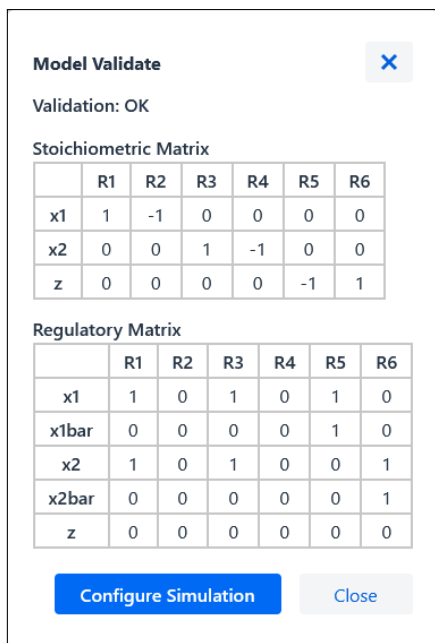 Model Validate ×
Validation: OK
Stoichiometric Matrix
R1 R2 R3 R4 R5 R6
x1 1 -1 0 0 0 0
x2 0 0 1 -1 0 0
z 0 0 0 0 -1 1
Regulatory Matrix
R1 R2 R3 R4 R5 R6
x1 1 0 1 0 1 0
x1bar 0 0 0 0 1 0
x2 1 0 1 0 0 1
x2bar 0 0 0 0 0 1
z 0 0 0 0 0 0
Configure Simulation Close